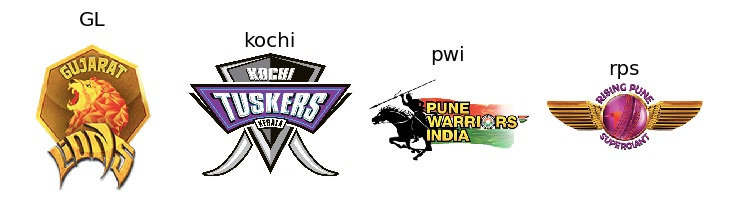 GL
GUJARAT
LIONS
kochi
KOCHI
TUSKERS
KERALA
pwi
PUNE
WARRIORS
INDIA
rps
RISING PUNE
SUPERGIANT